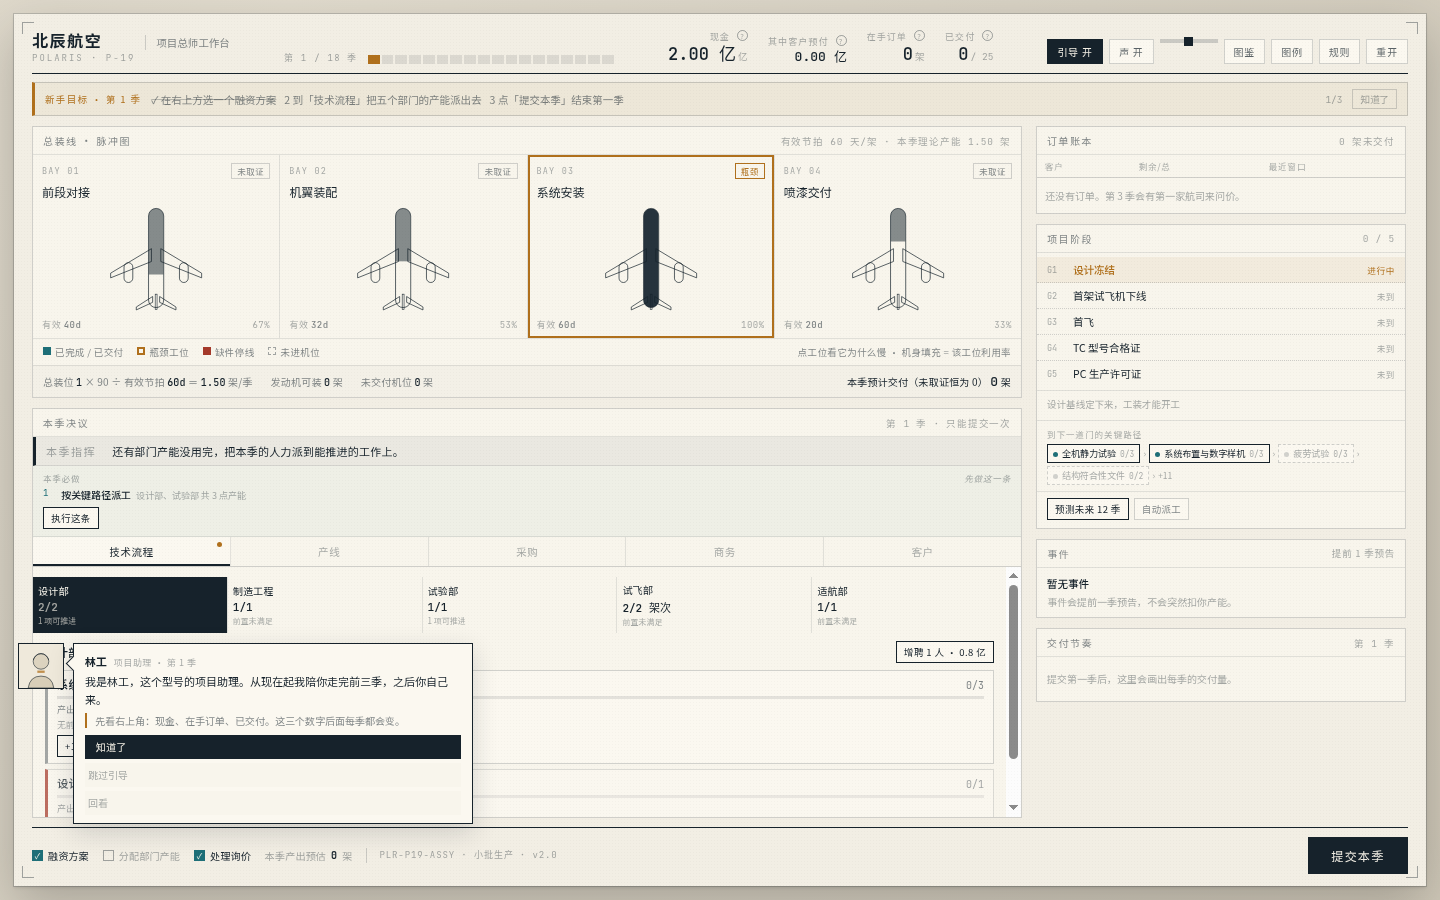 北辰航空
POLARIS · P-19
项目总师工作台
第 1 / 18 季
现金 ?
2.00 亿 亿
其中客户预付 ?
0.00 亿
在手订单 ?
0 架
已交付 ?
0 / 25
引导 开
声 开
图鉴
图例
规则
重开
新手目标 · 第 1 季
✓ 在右上方选一个融资方案
2 到「技术流程」把五个部门的产能派出去
3 点「提交本季」结束第一季
1/3
知道了
总装线 · 脉冲图
有效节拍 60 天/架 · 本季理论产能 1.50 架
BAY 01
未取证
前段对接
有效 40d
67%
BAY 02
未取证
机翼装配
有效 32d
53%
BAY 03
瓶颈
系统安装
有效 60d
100%
BAY 04
未取证
喷漆交付
有效 20d
33%
已完成 / 已交付
瓶颈工位
缺件停线
未进机位
点工位看它为什么慢 · 机身填充 = 该工位利用率
总装位 1 × 90 ÷ 有效节拍 60d = 1.50 架/季
发动机可装 0 架
未交付机位 0 架
本季预计交付（未取证恒为 0） 0 架
本季决议
第 1 季 · 只能提交一次
本季指挥
还有部门产能没用完，把本季的人力派到能推进的工作上。
本季必做
先做这一条
1 按关键路径派工 设计部、试验部 共 3 点产能
执行这条
技术流程
产线
采购
商务
客户
设计部
2/2
1 项可推进
制造工程
1/1
前置未满足
试验部
1/1
1 项可推进
试飞部
2/2 架次
前置未满足
适航部
1/1
前置未满足
增聘 1 人 · 0.8 亿
0/3
产出
无前
设计
0/1
产出
林工 项目助理 · 第 1 季
我是林工，这个型号的项目助理。从现在起我陪你走完前三季，之后你自己
来。
先看右上角：现金、在手订单、已交付。这三个数字后面每季都会变。
知道了
跳过引导
回看
订单账本
0 架未交付
客户
剩余/总
最近窗口
还没有订单。第 3 季会有第一家航司来问价。
项目阶段
0 / 5
G1 设计冻结 进行中
G2 首架试飞机下线 未到
G3 首飞 未到
G4 TC 型号合格证 未到
G5 PC 生产许可证 未到
设计基线定下来，工装才能开工
到下一道门的关键路径
全机静力试验 0/3 › 系统布置与数字样机 0/3 › 疲劳试验 0/3 ›
结构符合性文件 0/2 › +11
预测未来 12 季
自动派工
事件
提前 1 季预告
暂无事件
事件会提前一季预告，不会突然扣你产能。
交付节奏
第 1 季
提交第一季后，这里会画出每季的交付量。
融资方案
分配部门产能
处理询价
本季产出预估 0 架
PLR-P19-ASSY · 小批生产 · v2.0
提交本季